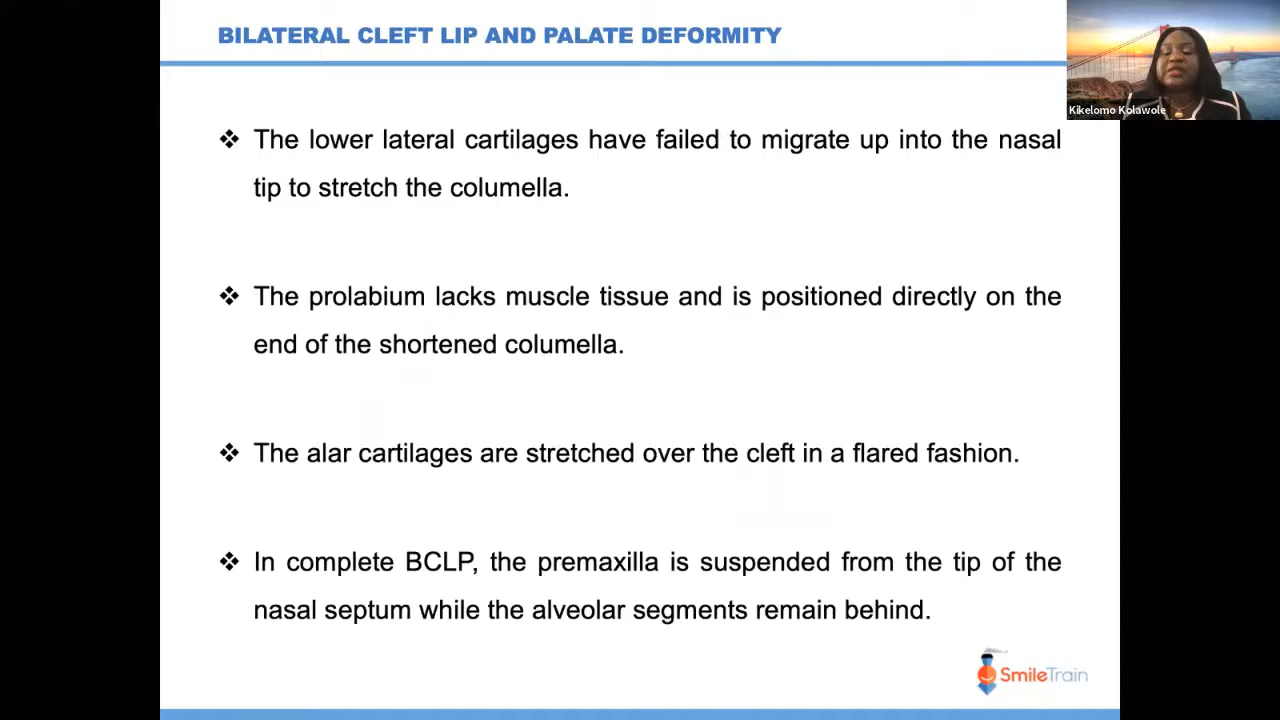 BILATERAL CLEFT LIP AND PALATE DEFORMITY
Kikelomo Kolawole
❖ The lower lateral cartilages have failed to migrate up into the nasal
tip to stretch the columella.
❖ The prolabium lacks muscle tissue and is positioned directly on the
end of the shortened columella.
❖ The alar cartilages are stretched over the cleft in a flared fashion.
❖ In complete BCLP, the premaxilla is suspended from the tip of the
nasal septum while the alveolar segments remain behind.
SmileTrain